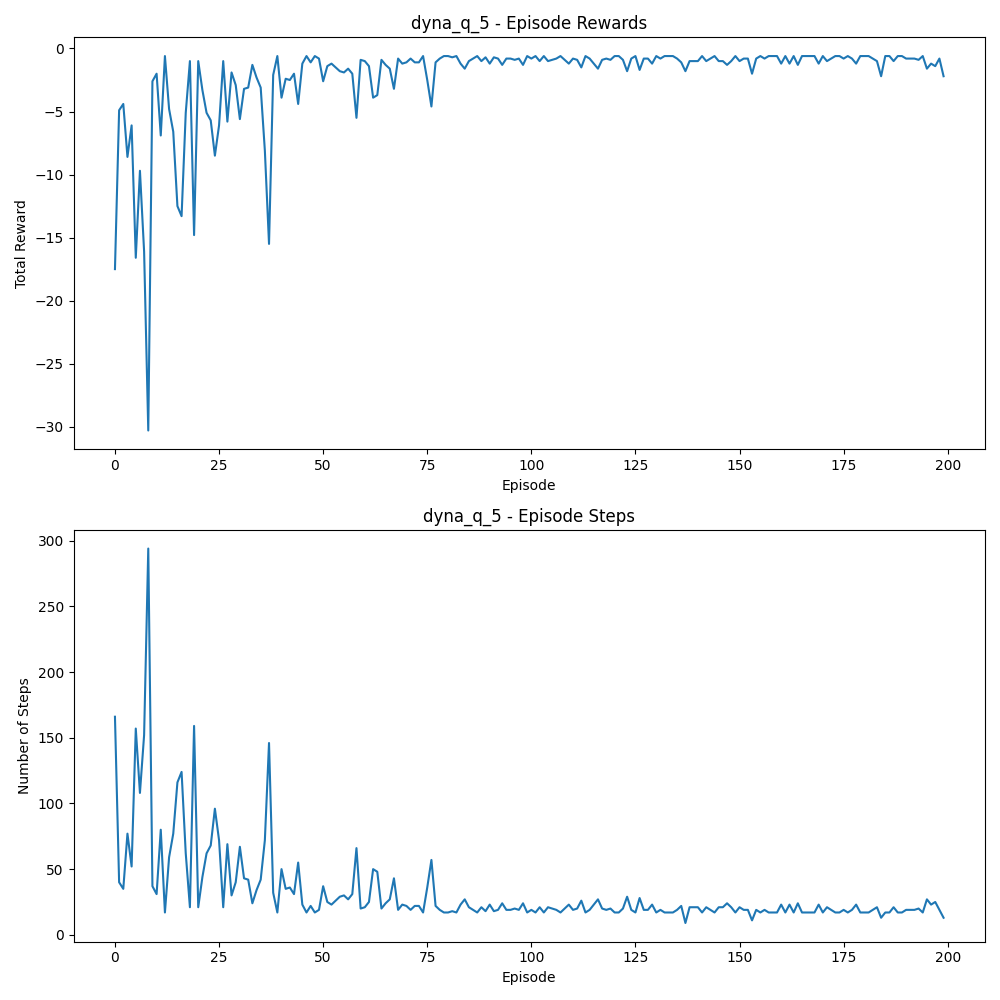 dyna_q_5 - Episode Rewards
0
−5
−10
−15
−20
−25
−30
Total Reward
0 25 50 75 100 125 150 175 200
Episode
dyna_q_5 - Episode Steps
300
250
200
150
100
50
0
Number of Steps
0 25 50 75 100 125 150 175 200
Episode